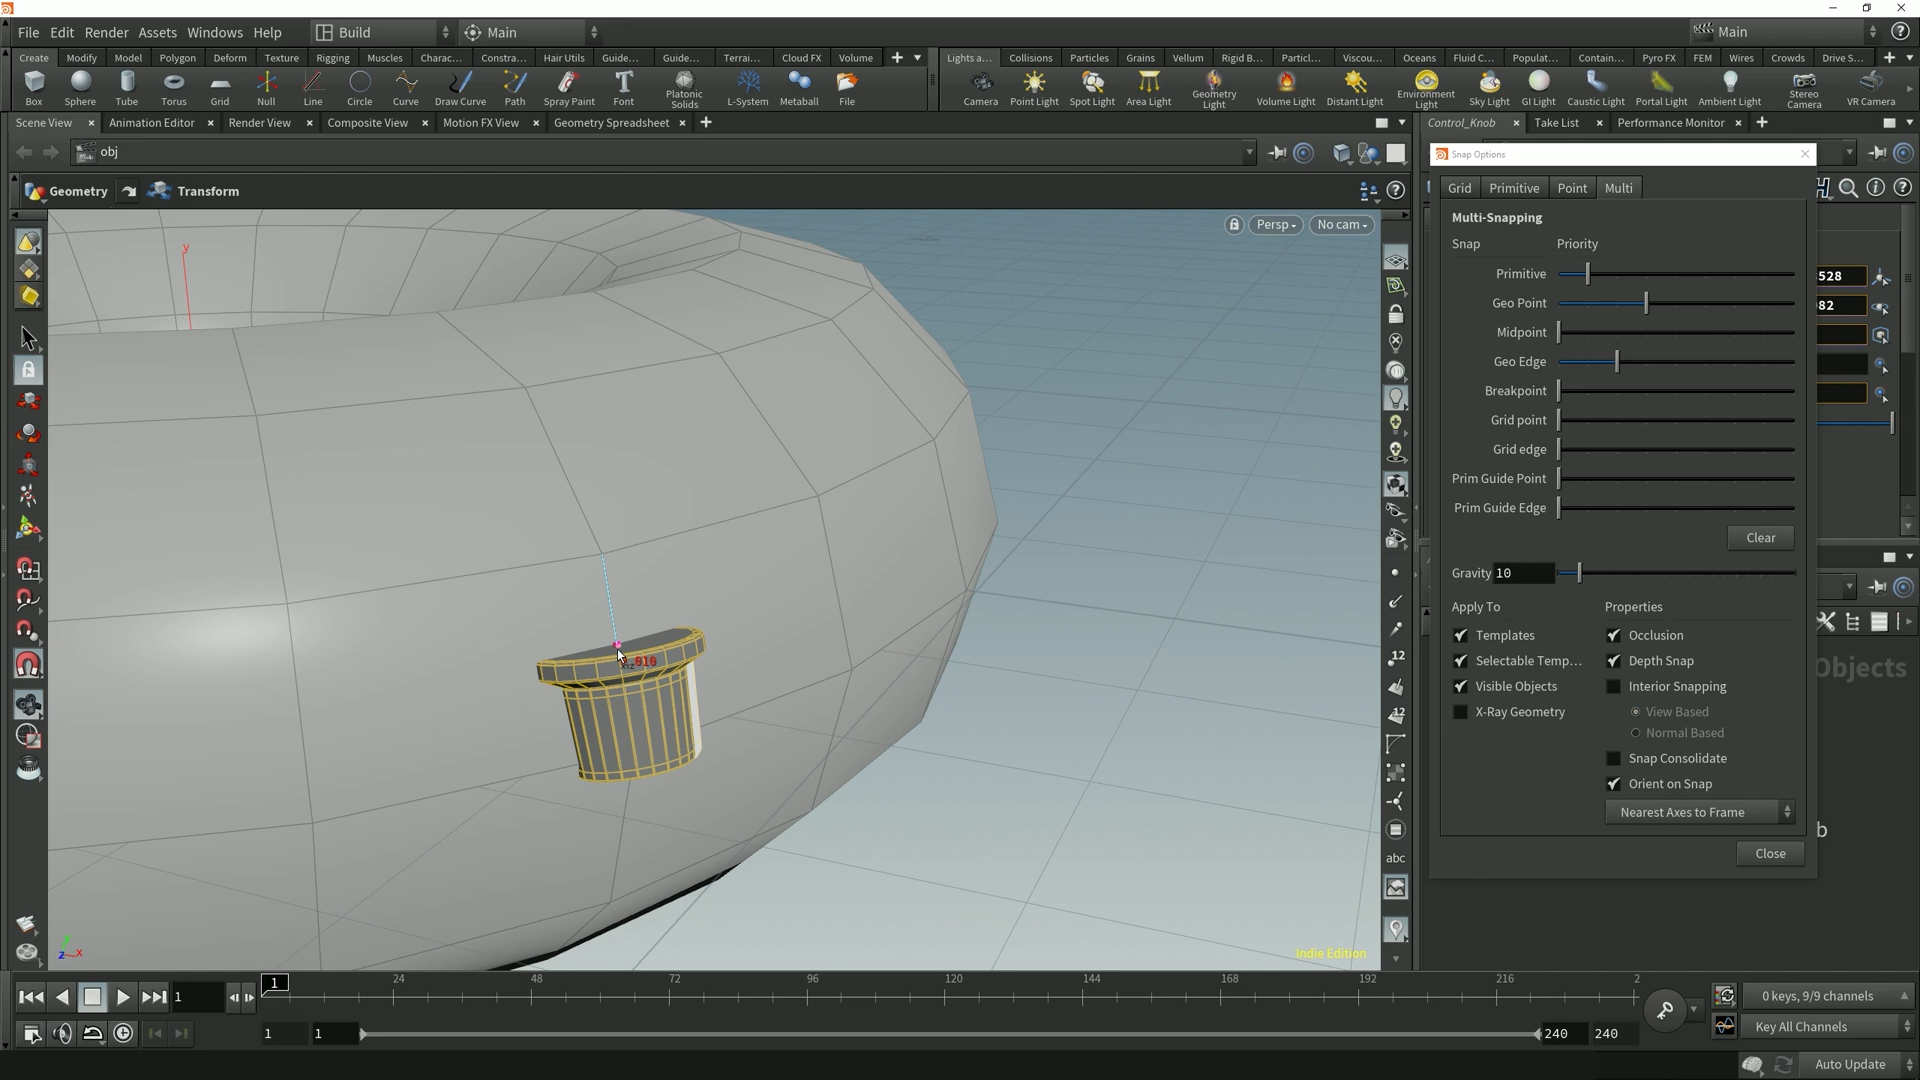 File Edit Render Assets Windows Help Build Main Main
Create Modify Model Polygon Deform Texture Rigging Muscles Charac... Constra... Hair Utils Guide... Guide... Terrai... Cloud FX Volume
Lights a... Collisions Particles Grains Vellum Rigid B... Particl... Viscou... Oceans Fluid C... Populat... Contain... Pyro FX FEM Wires Crowds Drive S...
Box Sphere Tube Torus Grid Null Line Circle Curve Draw Curve Path Spray Paint Font Platonic Solids L-System Metaball File
Camera Point Light Spot Light Area Light Geometry Light Volume Light Distant Light Environment Light Sky Light GI Light Caustic Light Portal Light Ambient Light Stereo Camera VR Camera
Scene View Animation Editor Render View Composite View Motion FX View Geometry Spreadsheet
Control_Knob Take List Performance Monitor
obj
Snap Options
Geometry Transform
Grid Primitive Point Multi
Persp No cam
Multi-Snapping
Snap Priority
Primitive
528
Geo Point
82
Midpoint
Geo Edge
Breakpoint
Grid point
Grid edge
Prim Guide Point
Prim Guide Edge
Clear
Gravity 10
Apply To Properties
Templates Occlusion
Selectable Temp... Depth Snap
Visible Objects Interior Snapping
X-Ray Geometry View Based
Normal Based
Snap Consolidate
Orient on Snap
Nearest Axes to Frame
Close
Objects
b
y
12
12
abc
y
z x
Indie Edition
1 24 48 72 96 120 144 168 192 216 2
1
0 keys, 9/9 channels
1 1 240 240
Key All Channels
Auto Update